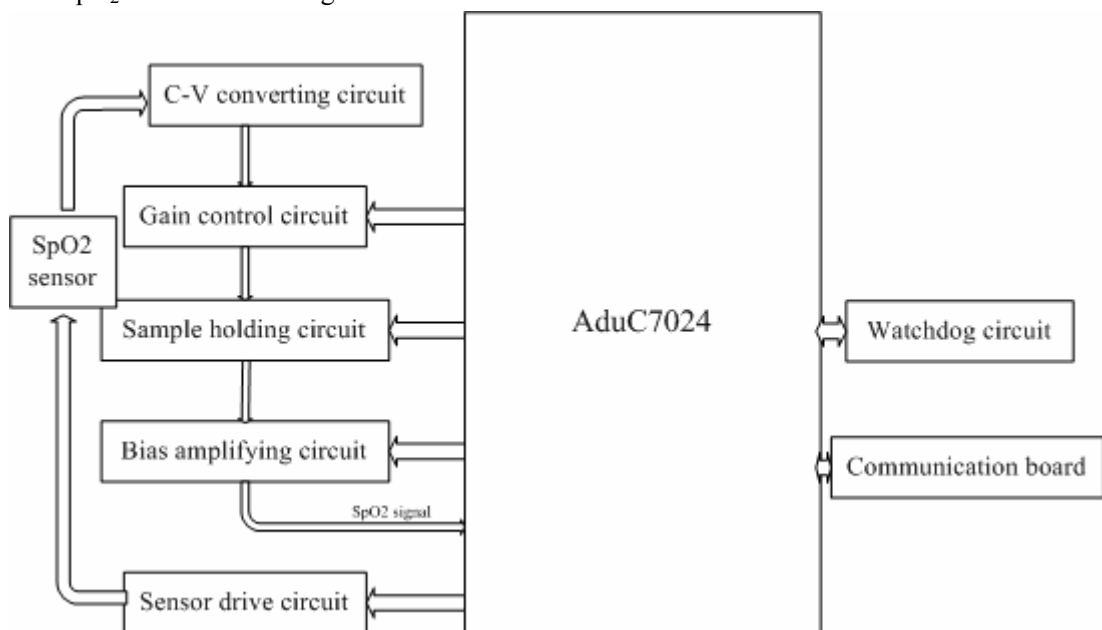 C-V converting circuit
Gain control circuit
SpO2
sensor
Sample holding circuit
AduC7024
Watchdog circuit
Bias amplifying circuit
Communication board
SpO2 signal
Sensor drive circuit